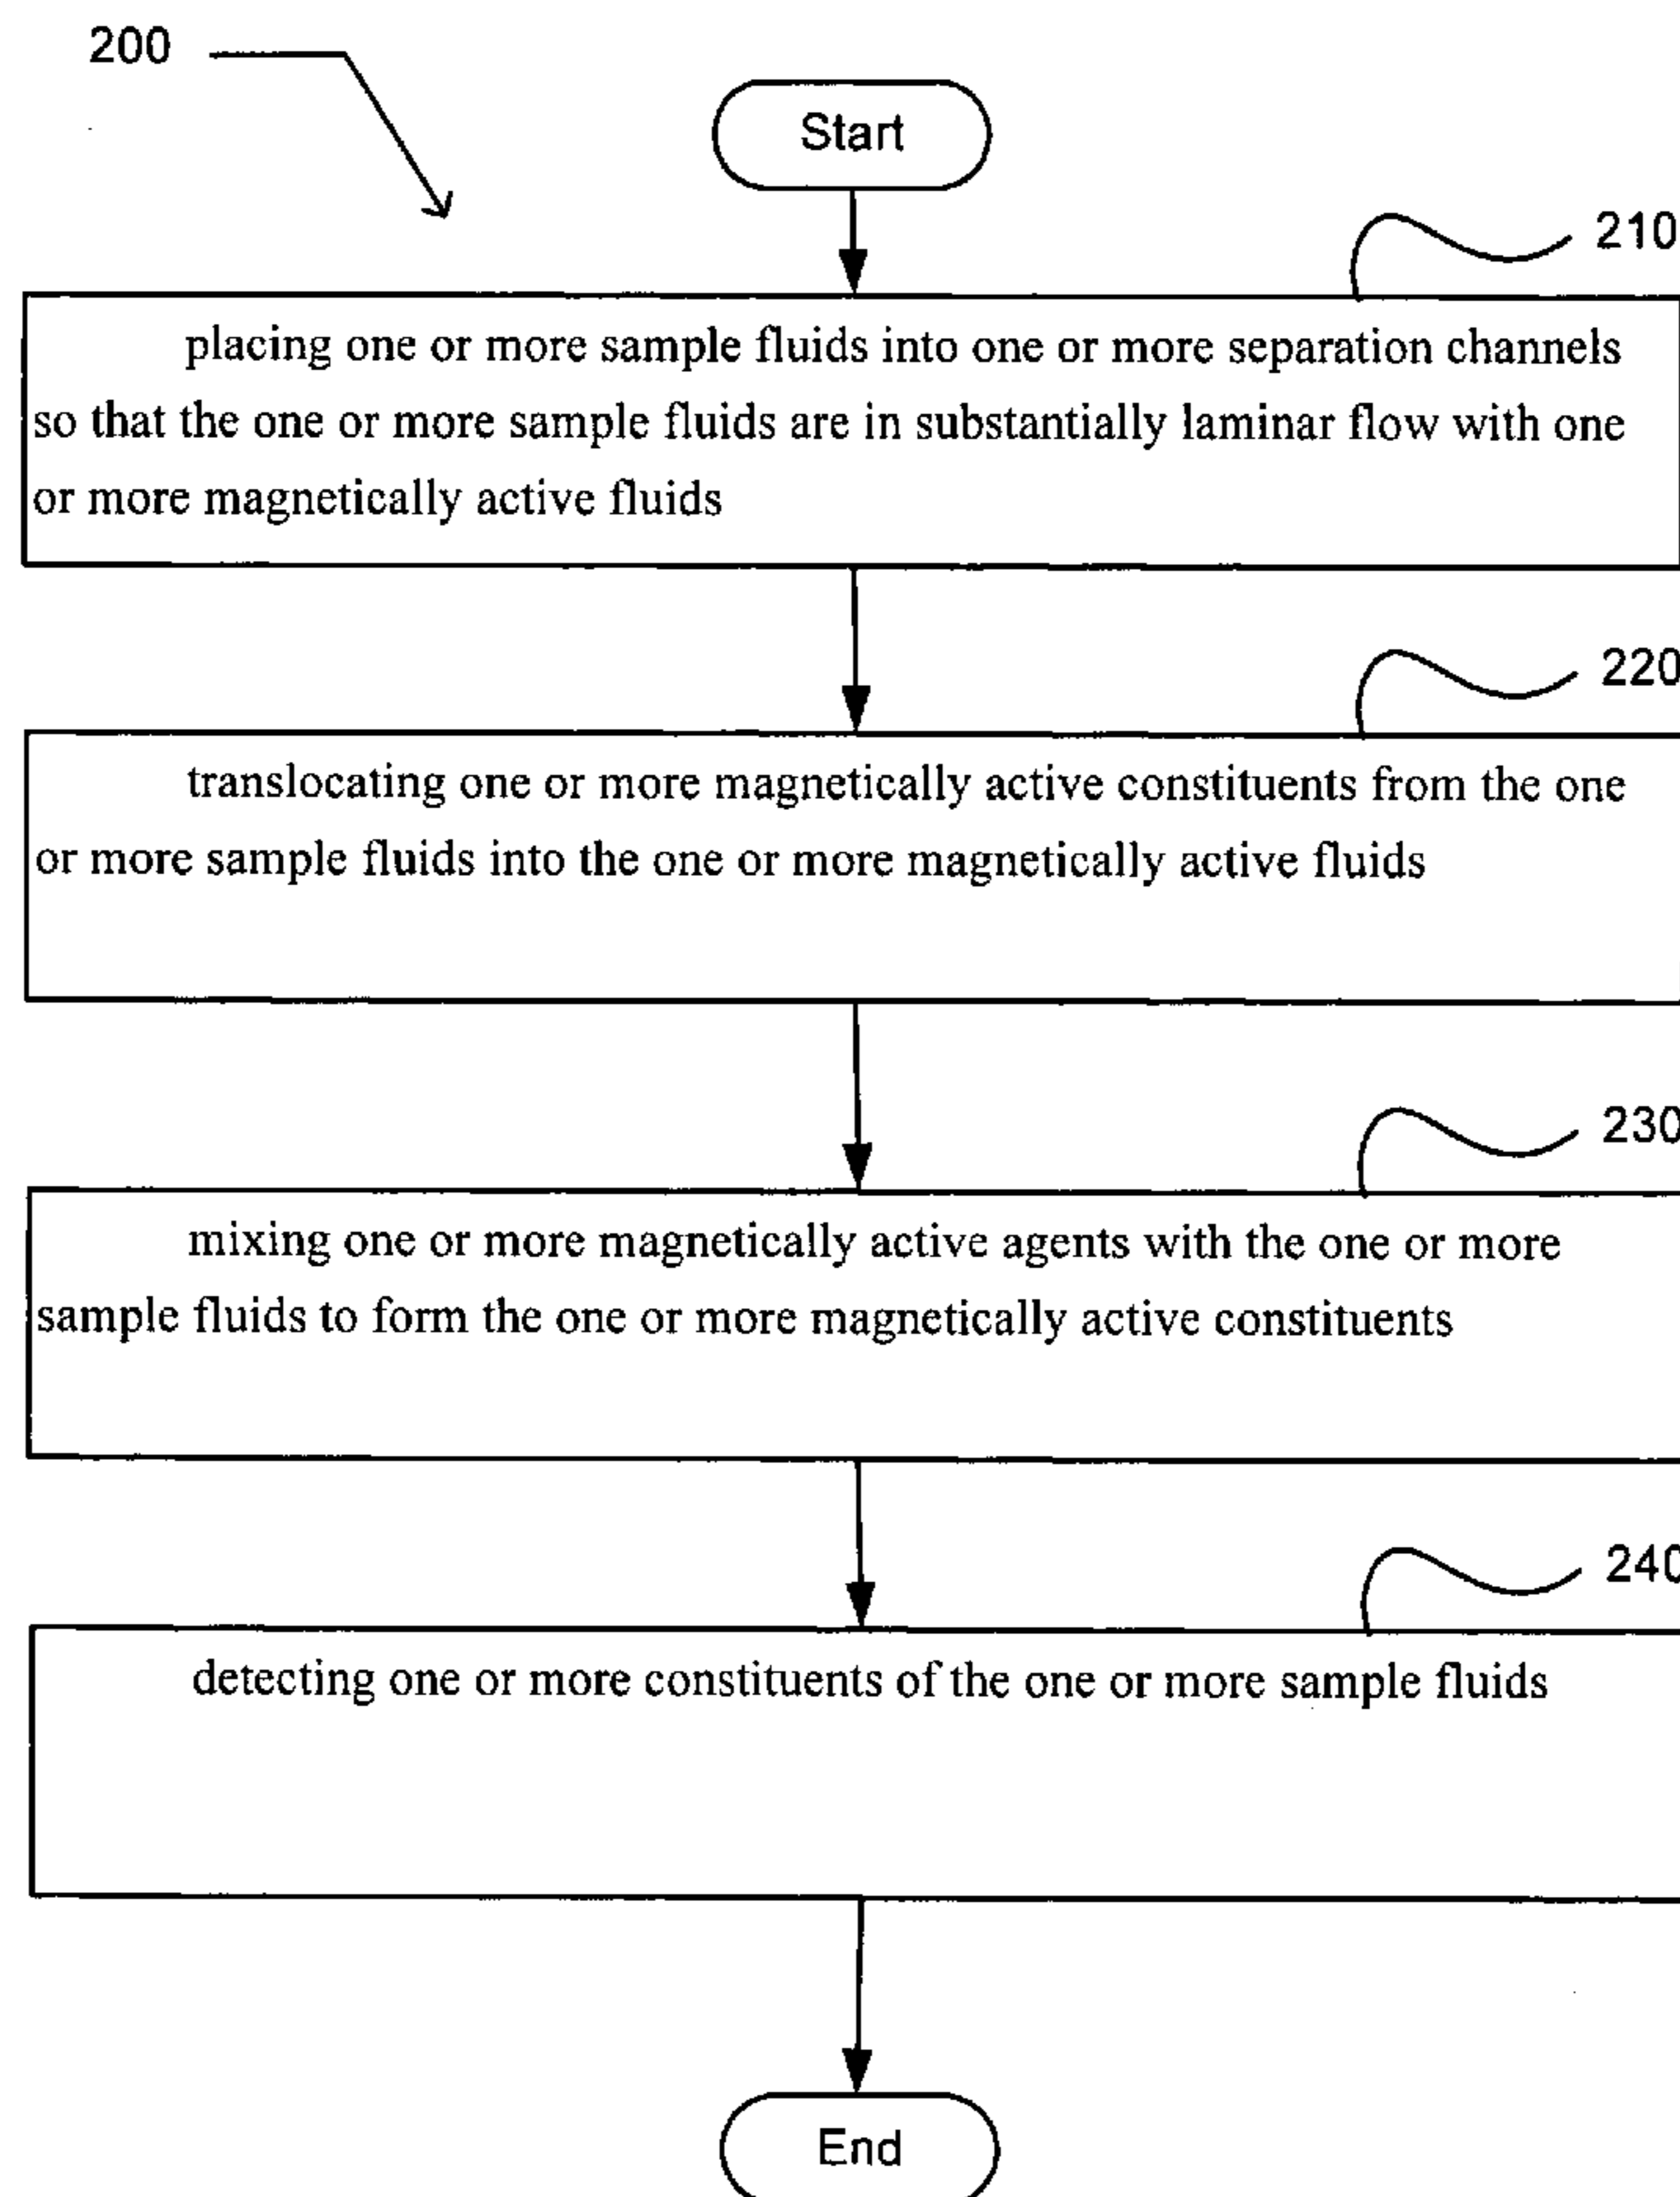 200
Start
210
placing one or more sample fluids into one or more separation channels
so that the one or more sample fluids are in substantially laminar flow with one
or more magnetically active fluids
220
translocating one or more magnetically active constituents from the one
or more sample fluids into the one or more magnetically active fluids
230
mixing one or more magnetically active agents with the one or more
sample fluids to form the one or more magnetically active constituents
240
detecting one or more constituents of the one or more sample fluids
End